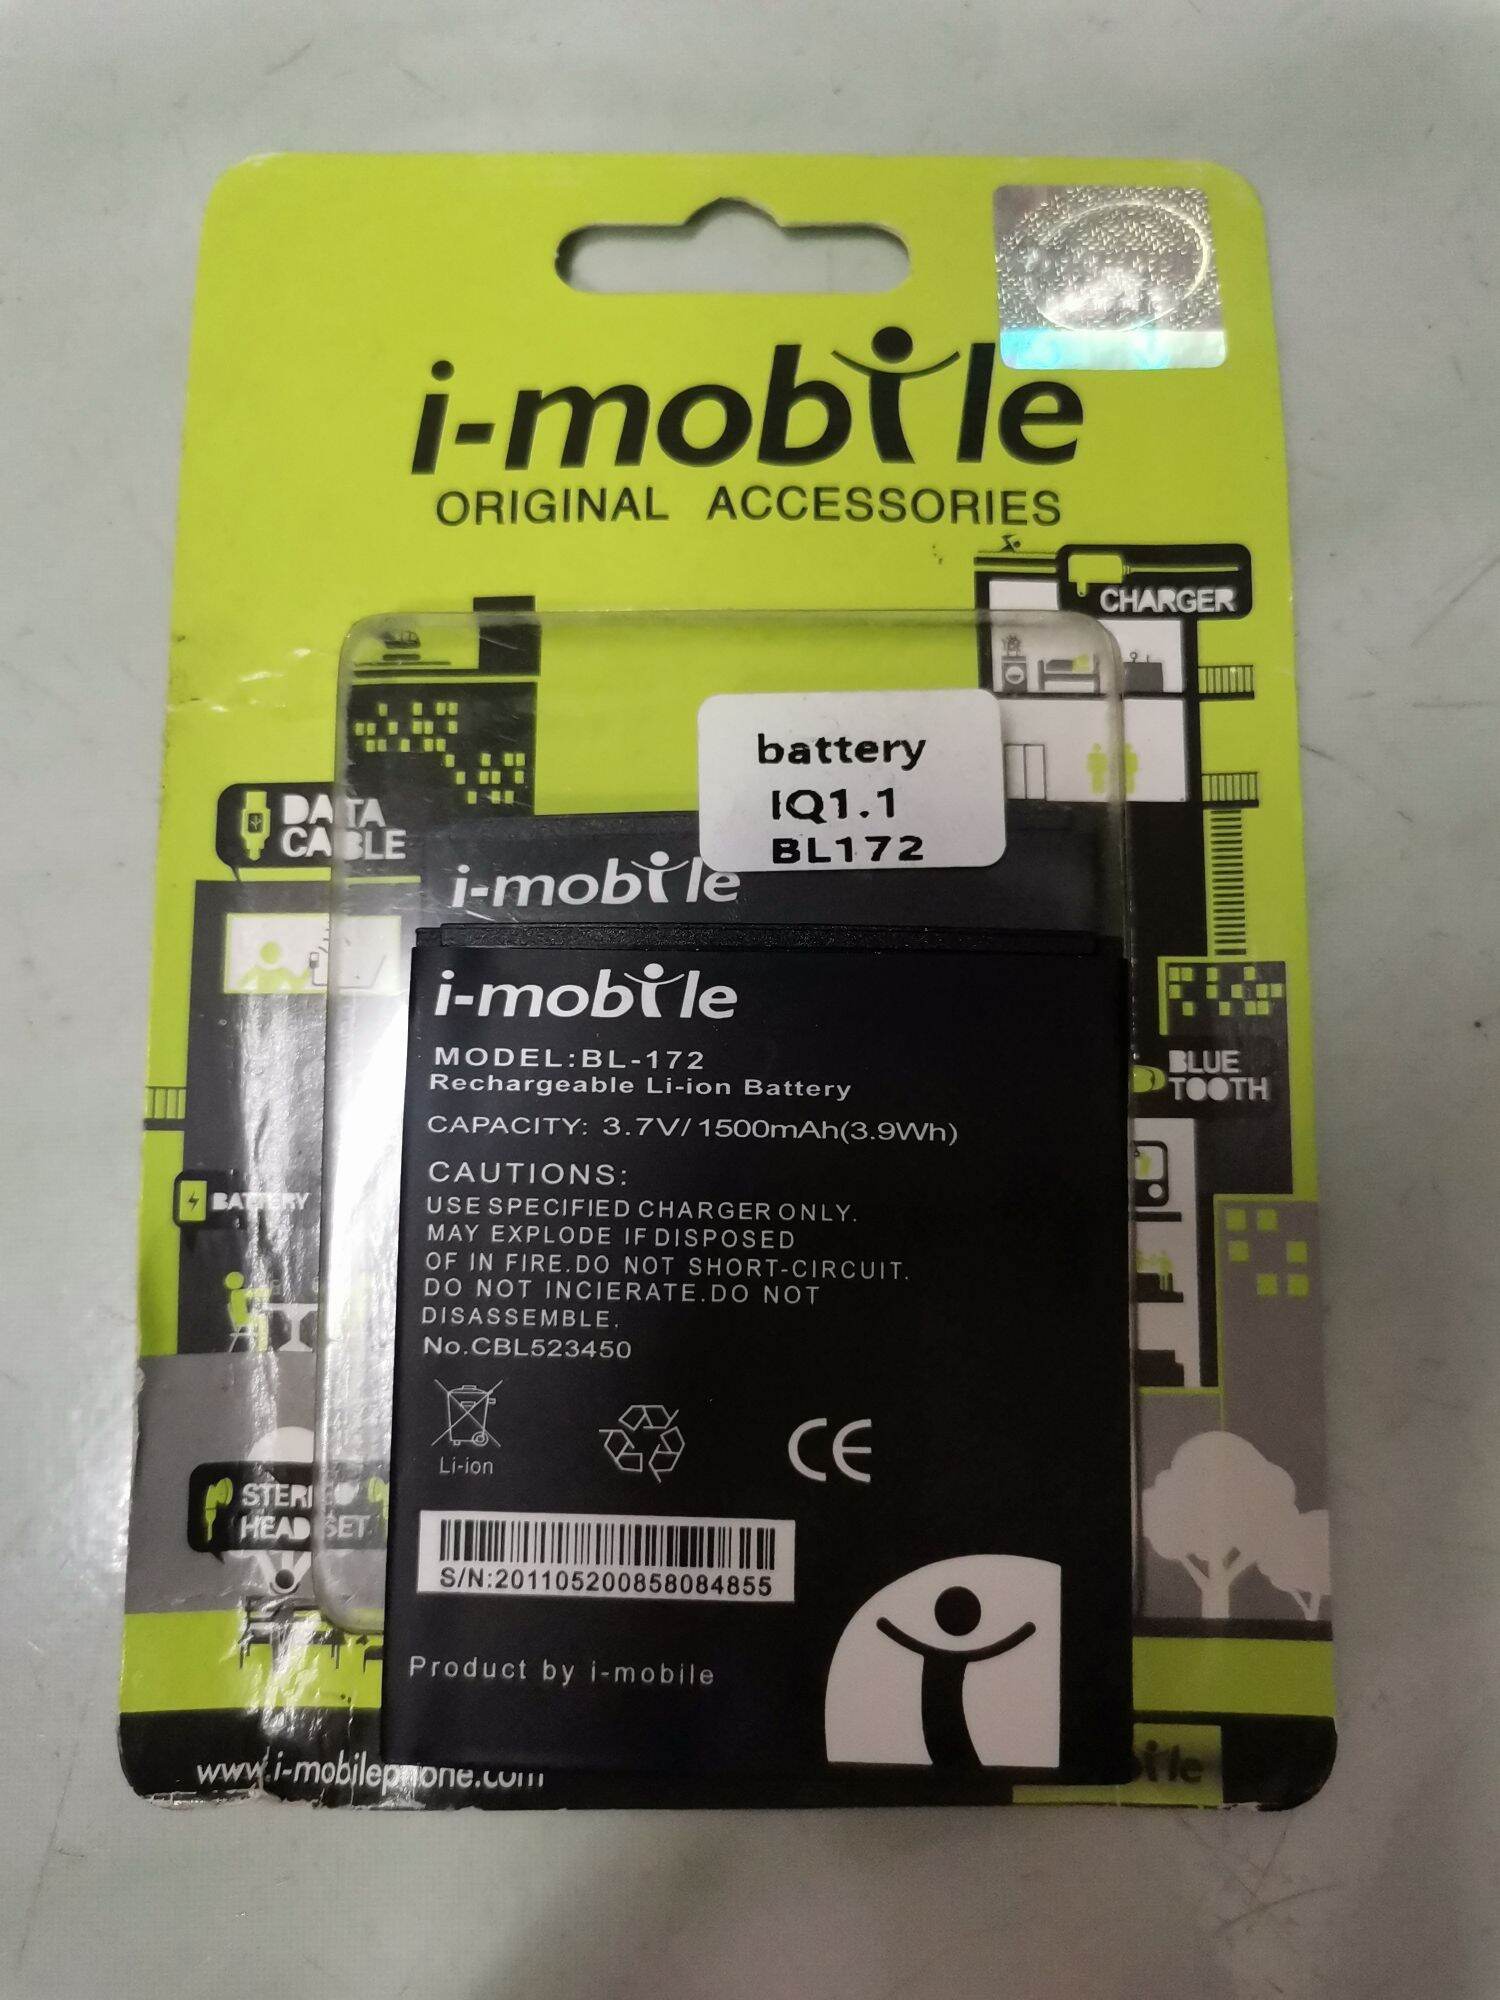 i-mobile
ORIGINAL ACCESSORIES
CHARGER
battery
IQ1.1
BL172
DATA
CABLE
i-mobile
i-mobile
MODEL:BL-172
Rechargeable Li-ion Battery
CAPACITY: 3.7V/1500mAh(3.9Wh)
BLUE
TOOTH
CAUTIONS:
USE SPECIFIED CHARGER ONLY.
MAY EXPLODE IF DISPOSED
OF IN FIRE.DO NOT SHORT-CIRCUIT.
DO NOT INCIERATE.DO NOT
DISASSEMBLE.
No.CBL523450
BATTERY
Li-ion
CE
STEREO
HEADSET
S/N:201105200858084855
Product by i-mobile
www.i-mobilephone.com